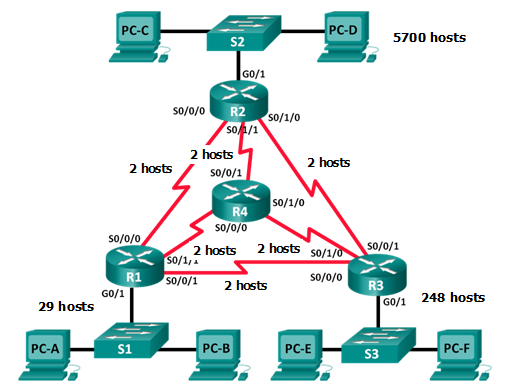 PC-C
S2
PC-D
5700 hosts
G0/1
S0/0/0
R2
S0/1/0
S0/1/1
2 hosts
2 hosts
2 hosts
S0/0/1
R4
S0/1/0
S0/0/0
S0/0/0
2 hosts
2 hosts
S0/1/0
S0/0/1
R1
S0/1/1
S0/0/1
2 hosts
S0/0/0
R3
G0/1
G0/1
29 hosts
248 hosts
PC-A
S1
PC-B
PC-E
S3
PC-F